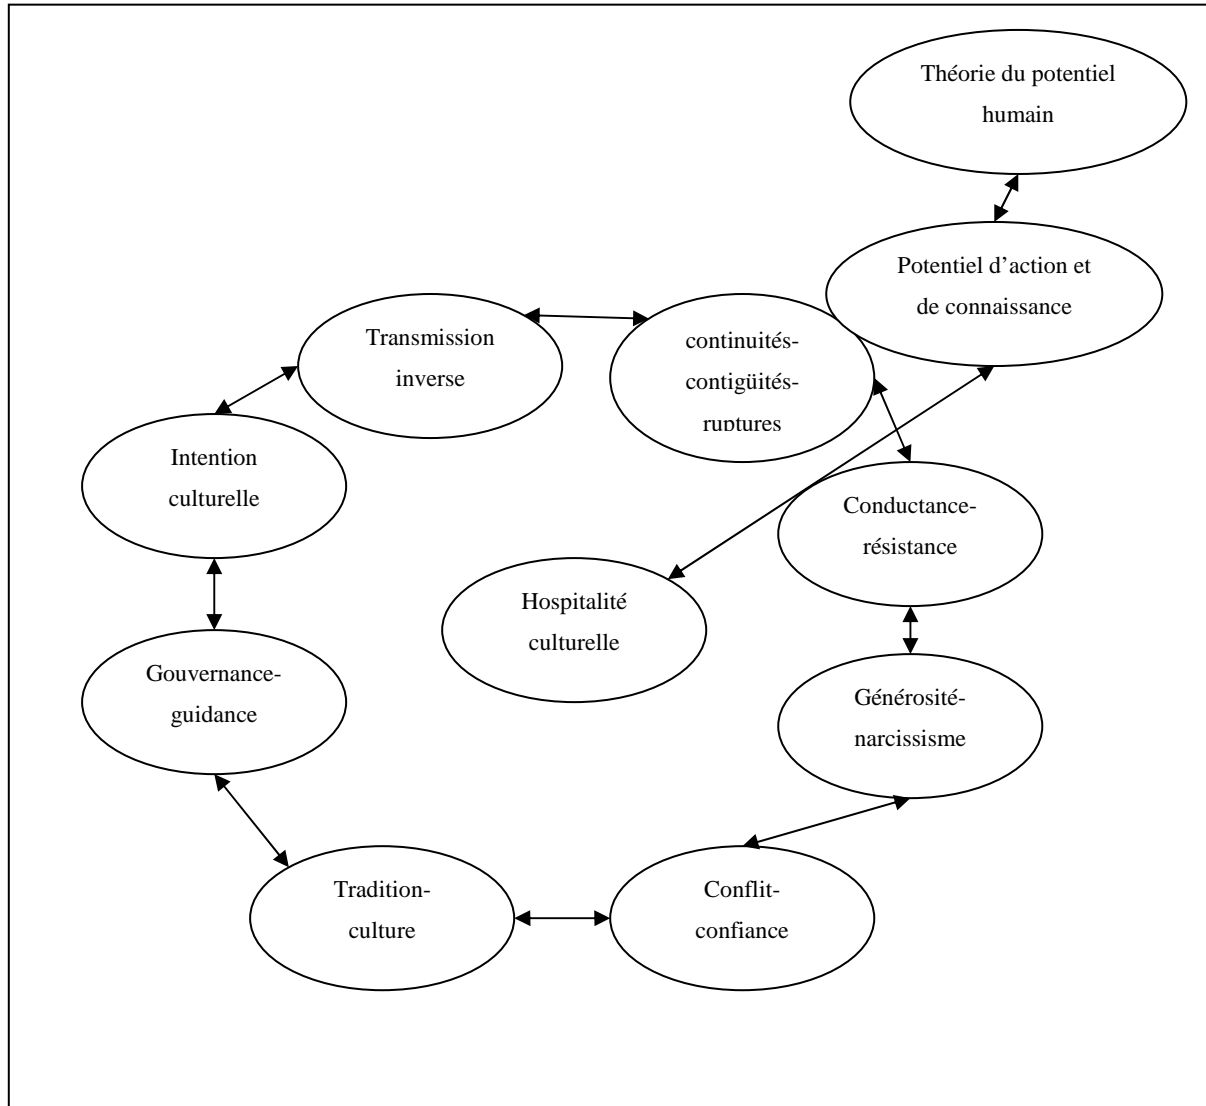 Théorie du potentiel
humain
Potentiel d'action et
de connaissance
Transmission
inverse
continuités-
contigüités-
ruptures
Intention
culturelle
Conductance-
résistance
Hospitalité
culturelle
Gouvernance-
guidance
Générosité-
narcissisme
Tradition-
culture
Conflit-
confiance